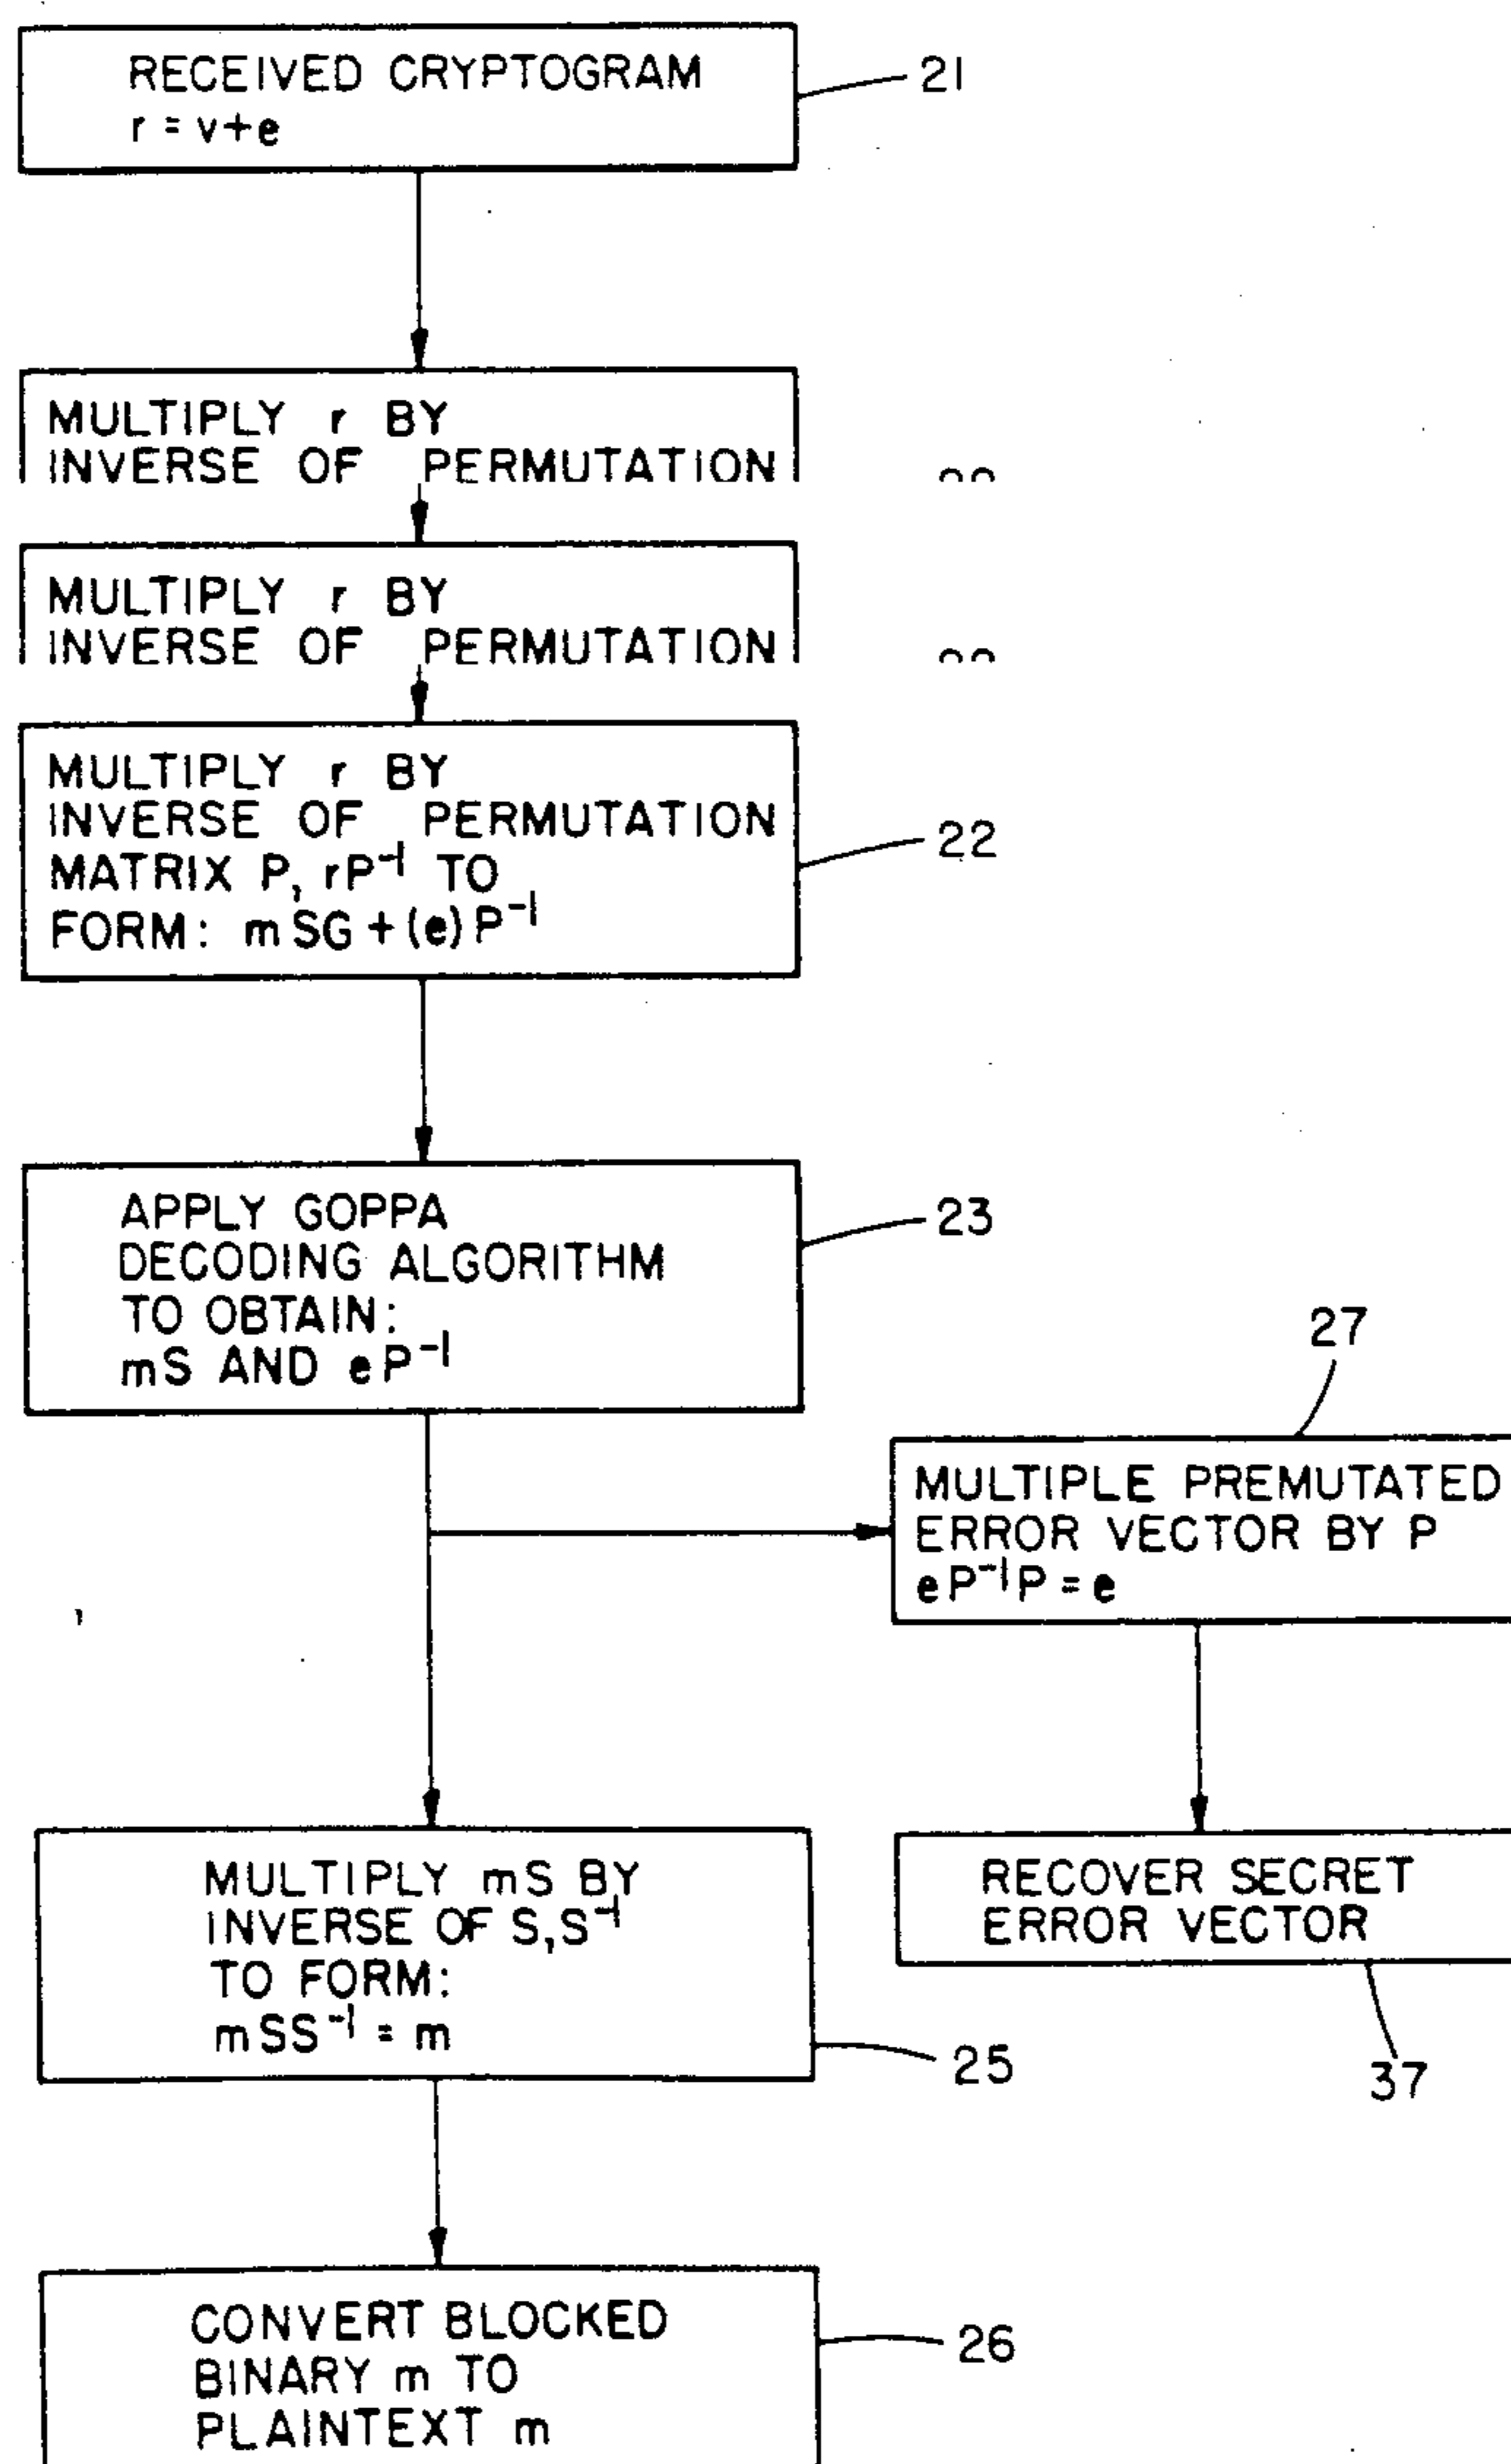 RECEIVED CRYPTOGRAM
r = v+e
21
MULTIPLY r BY
INVERSE OF PERMUTATION
MULTIPLY r BY
INVERSE OF PERMUTATION
MULTIPLY r BY
INVERSE OF PERMUTATION
MATRIX P, rP⁻¹ TO
FORM: mSG + (e)P⁻¹
22
APPLY GOPPA
DECODING ALGORITHM
TO OBTAIN:
mS AND eP⁻¹
23
27
MULTIPLE PREMUTATED
ERROR VECTOR BY P
eP⁻¹P = e
MULTIPLY mS BY
INVERSE OF S,S⁻¹
TO FORM:
mSS⁻¹ = m
25
RECOVER SECRET
ERROR VECTOR
37
CONVERT BLOCKED
BINARY m TO
PLAINTEXT m
26